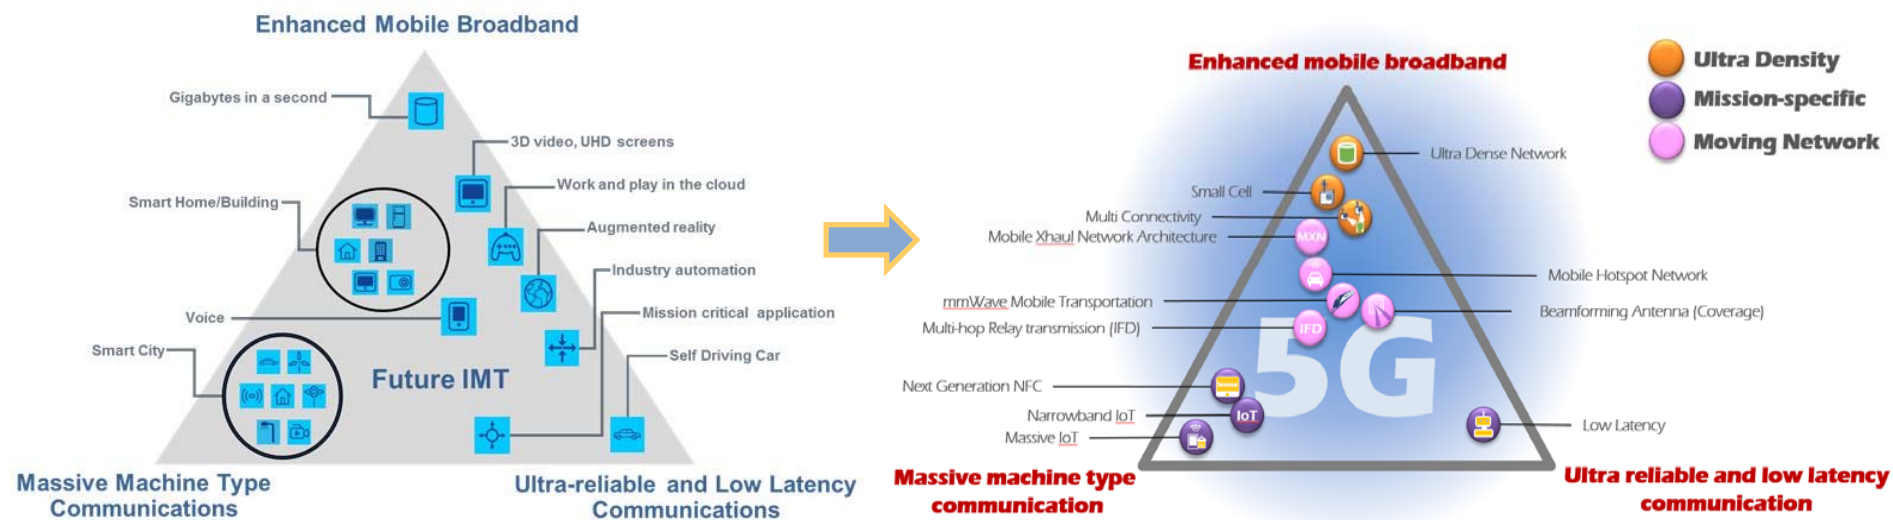 Enhanced Mobile Broadband
Gigabytes in a second
3D video, UHD screens
Work and play in the cloud
Smart Home/Building
Augmented reality
Industry automation
Mission critical application
Voice
Smart City
Self Driving Car
Future IMT
Massive Machine Type
Communications
Ultra-reliable and Low Latency
Communications
Enhanced mobile broadband
Ultra Density
Mission-specific
Moving Network
Ultra Dense Network
Small Cell
Multi Connectivity
Mobile Xhaul Network Architecture
MXN
Mobile Hotspot Network
mmWave Mobile Transportation
Beamforming Antenna (Coverage)
Multi-hop Relay transmission (IFD)
IFD
5G
Next Generation NFC
Sensor
Narrowband IoT
IoT
Massive IoT
Low Latency
Massive machine type
communication
Ultra reliable and low latency
communication